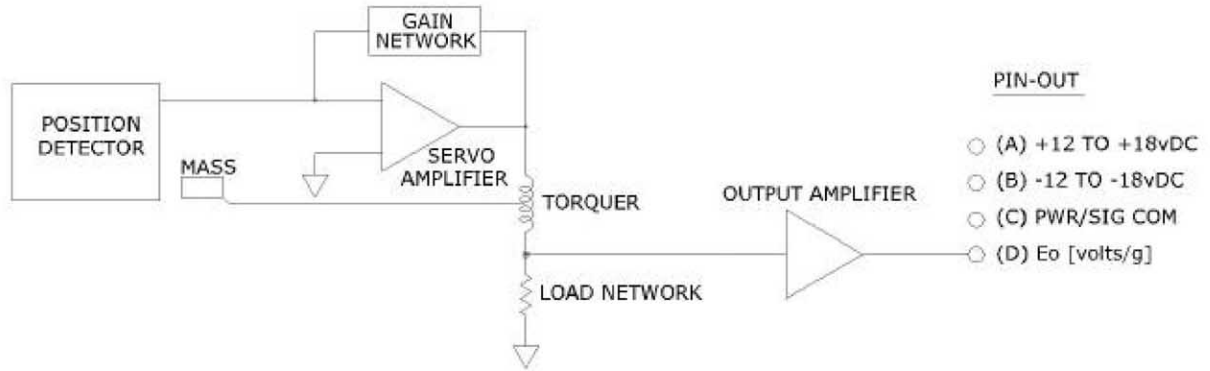 GAIN
NETWORK
PIN-OUT
POSITION
DETECTOR
(A) +12 TO +18vDC
MASS
SERVO
AMPLIFIER
(B) -12 TO -18vDC
TORQUER
OUTPUT AMPLIFIER
(C) PWR/SIG COM
(D) Eo [volts/g]
LOAD NETWORK